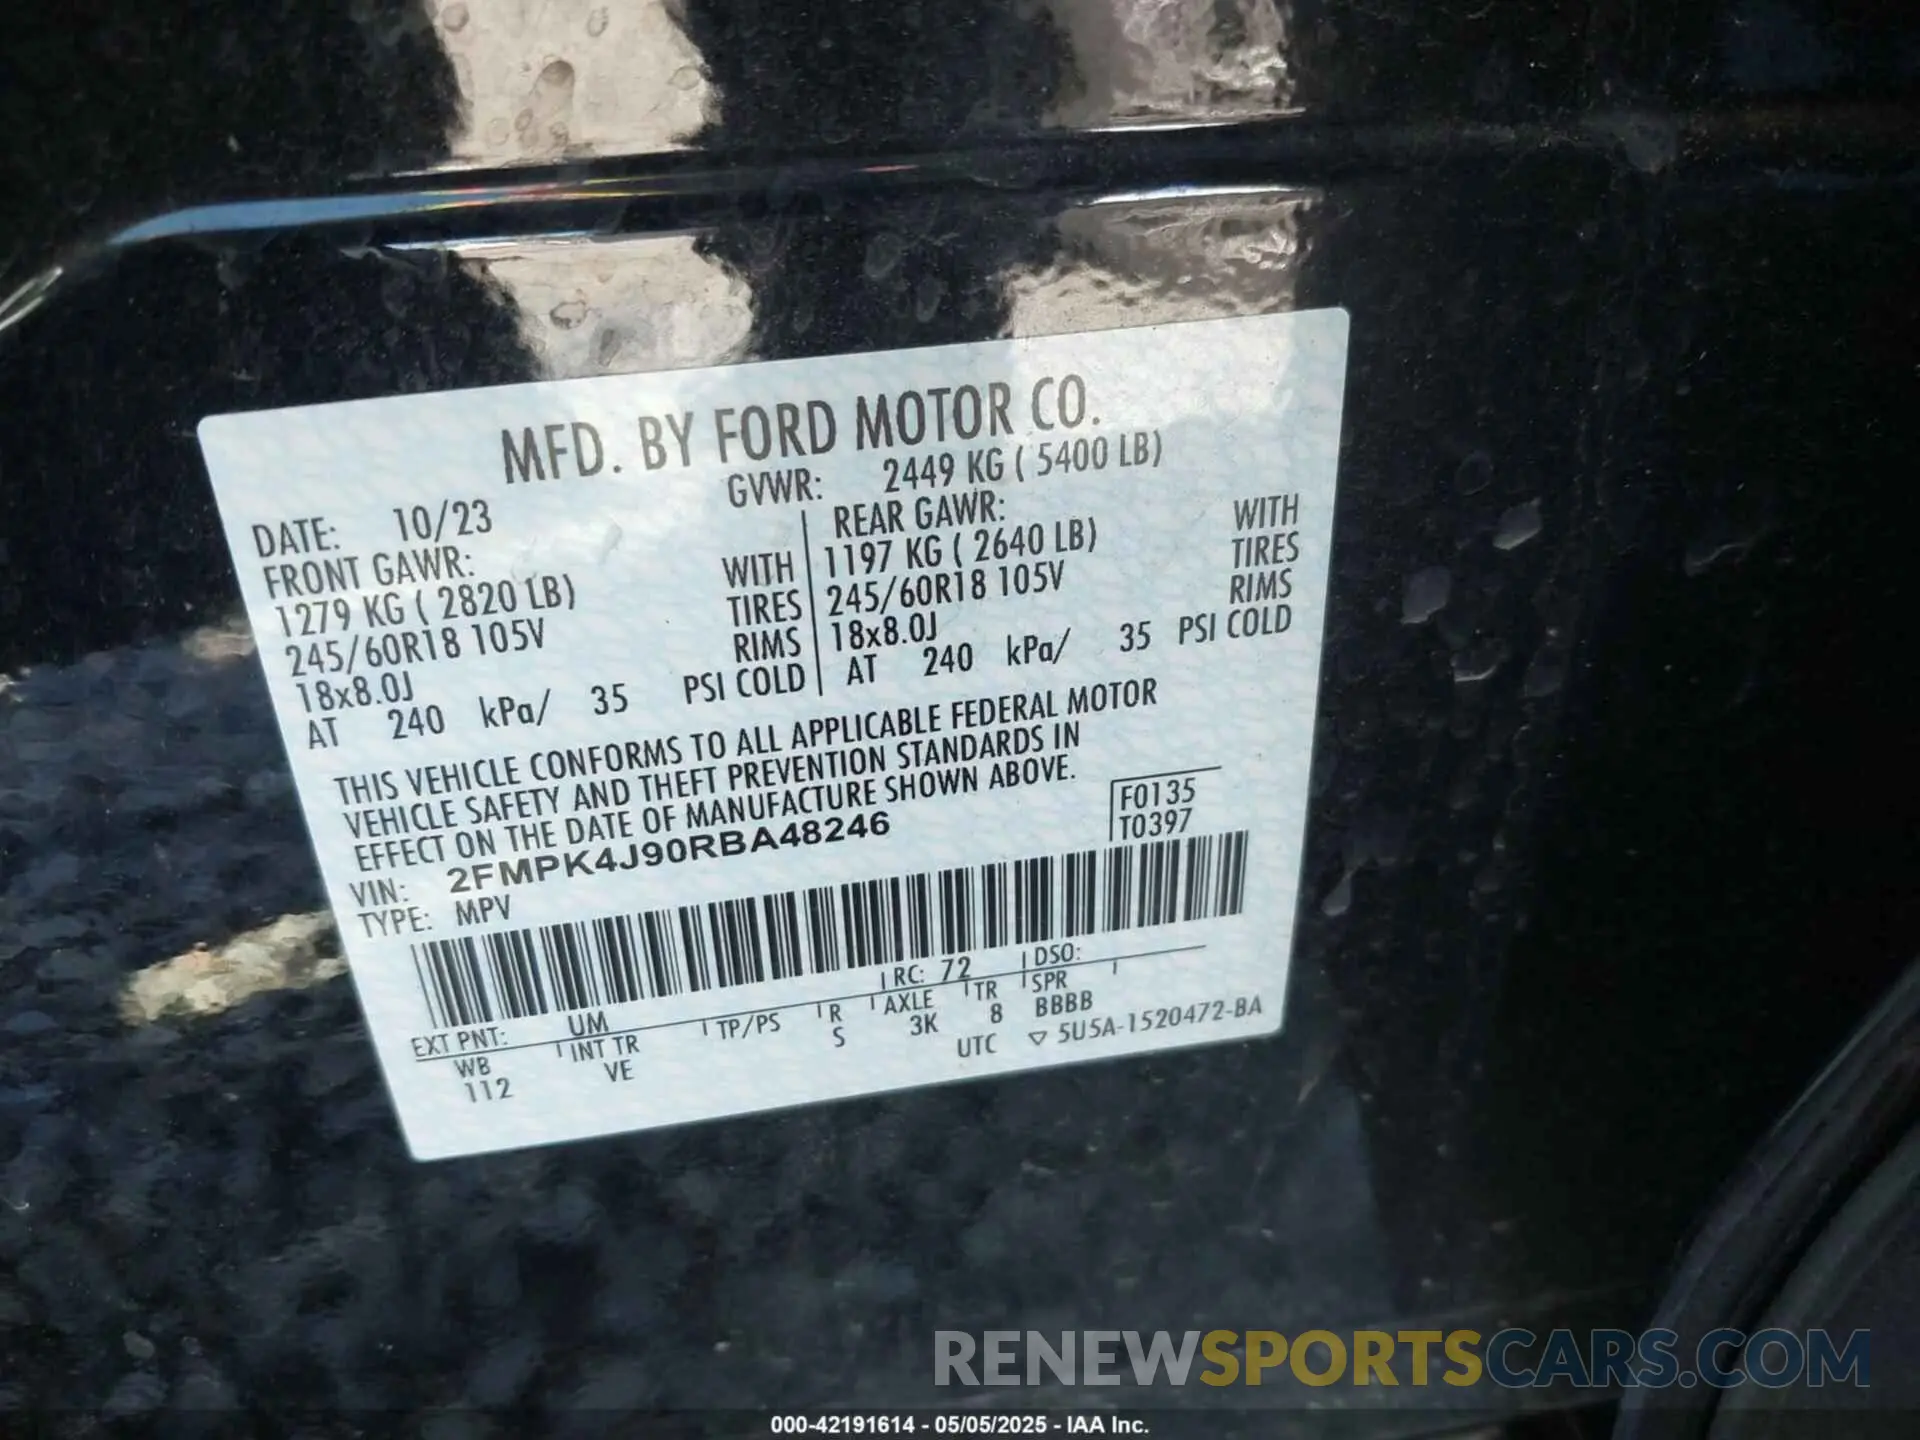 MFD. BY FORD MOTOR CO.
DATE: 10/23 GVWR: 2449 KG ( 5400 LB)
FRONT GAWR: REAR GAWR:
1279 KG ( 2820 LB) WITH 1197 KG ( 2640 LB) WITH
245/60R18 105V TIRES 245/60R18 105V TIRES
18x8.0J RIMS 18x8.0J RIMS
AT 240 kPa/ 35 PSI COLD AT 240 kPa/ 35 PSI COLD
THIS VEHICLE CONFORMS TO ALL APPLICABLE FEDERAL MOTOR
VEHICLE SAFETY AND THEFT PREVENTION STANDARDS IN
EFFECT ON THE DATE OF MANUFACTURE SHOWN ABOVE.
VIN: 2FMPK4J90RBA48246 F0135
TYPE: MPV T0397
EXT PNT: UM RC: 72 DSO:
WB INT TR TP/PS R AXLE TR SPR
112 VE S 3K 8 BBBB
UTC ▽ 5U5A-1520472-BA
RENEWSPORTSCARS.COM
000-42191614 - 05/05/2025 - IAA Inc.